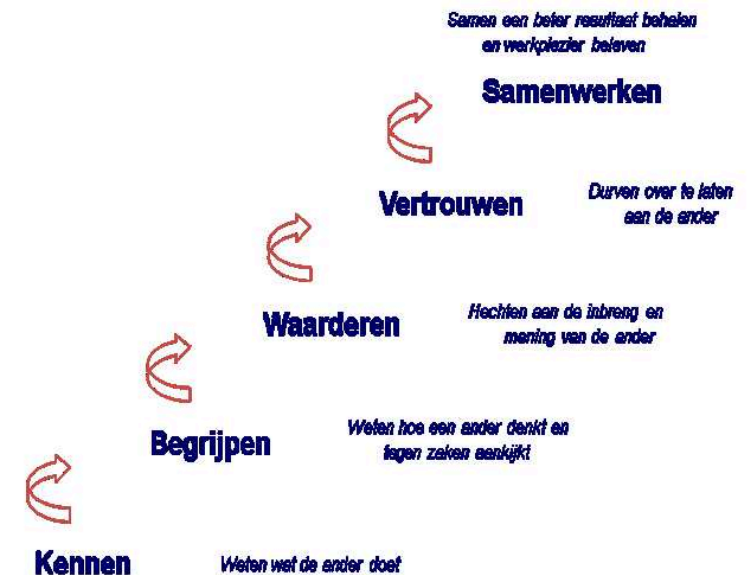 Samen een beter resultaat behalen
en werkplezier beleven
Samenwerken
Vertrouwen
Durven over te laten
aan de ander
Waarderen
Hechten aan de inbreng en
mening van de ander
Begrijpen
Weten hoe een ander denkt en
tegen zaken aankijkt
Kennen
Weten wat de ander doet